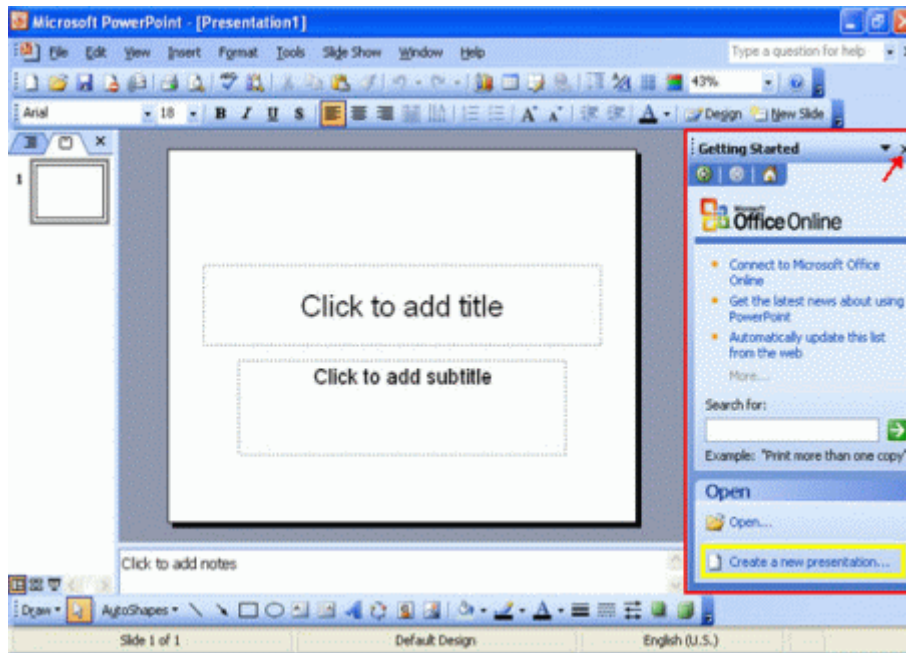 Microsoft PowerPoint - [Presentation1]
File Edit View Insert Format Tools Slide Show Window Help Type a question for help
43%
Arial 18 B I U S A A A Design New Slide
Getting Started
1
Microsoft
Office Online
Connect to Microsoft Office
Online
Get the latest news about using
PowerPoint
Automatically update this list
from the web
More...
Click to add title
Click to add subtitle
Search for:
Example: "Print more than one copy"
Open
Open...
Create a new presentation...
Click to add notes
Draw AutoShapes A
Slide 1 of 1 Default Design English (U.S.)